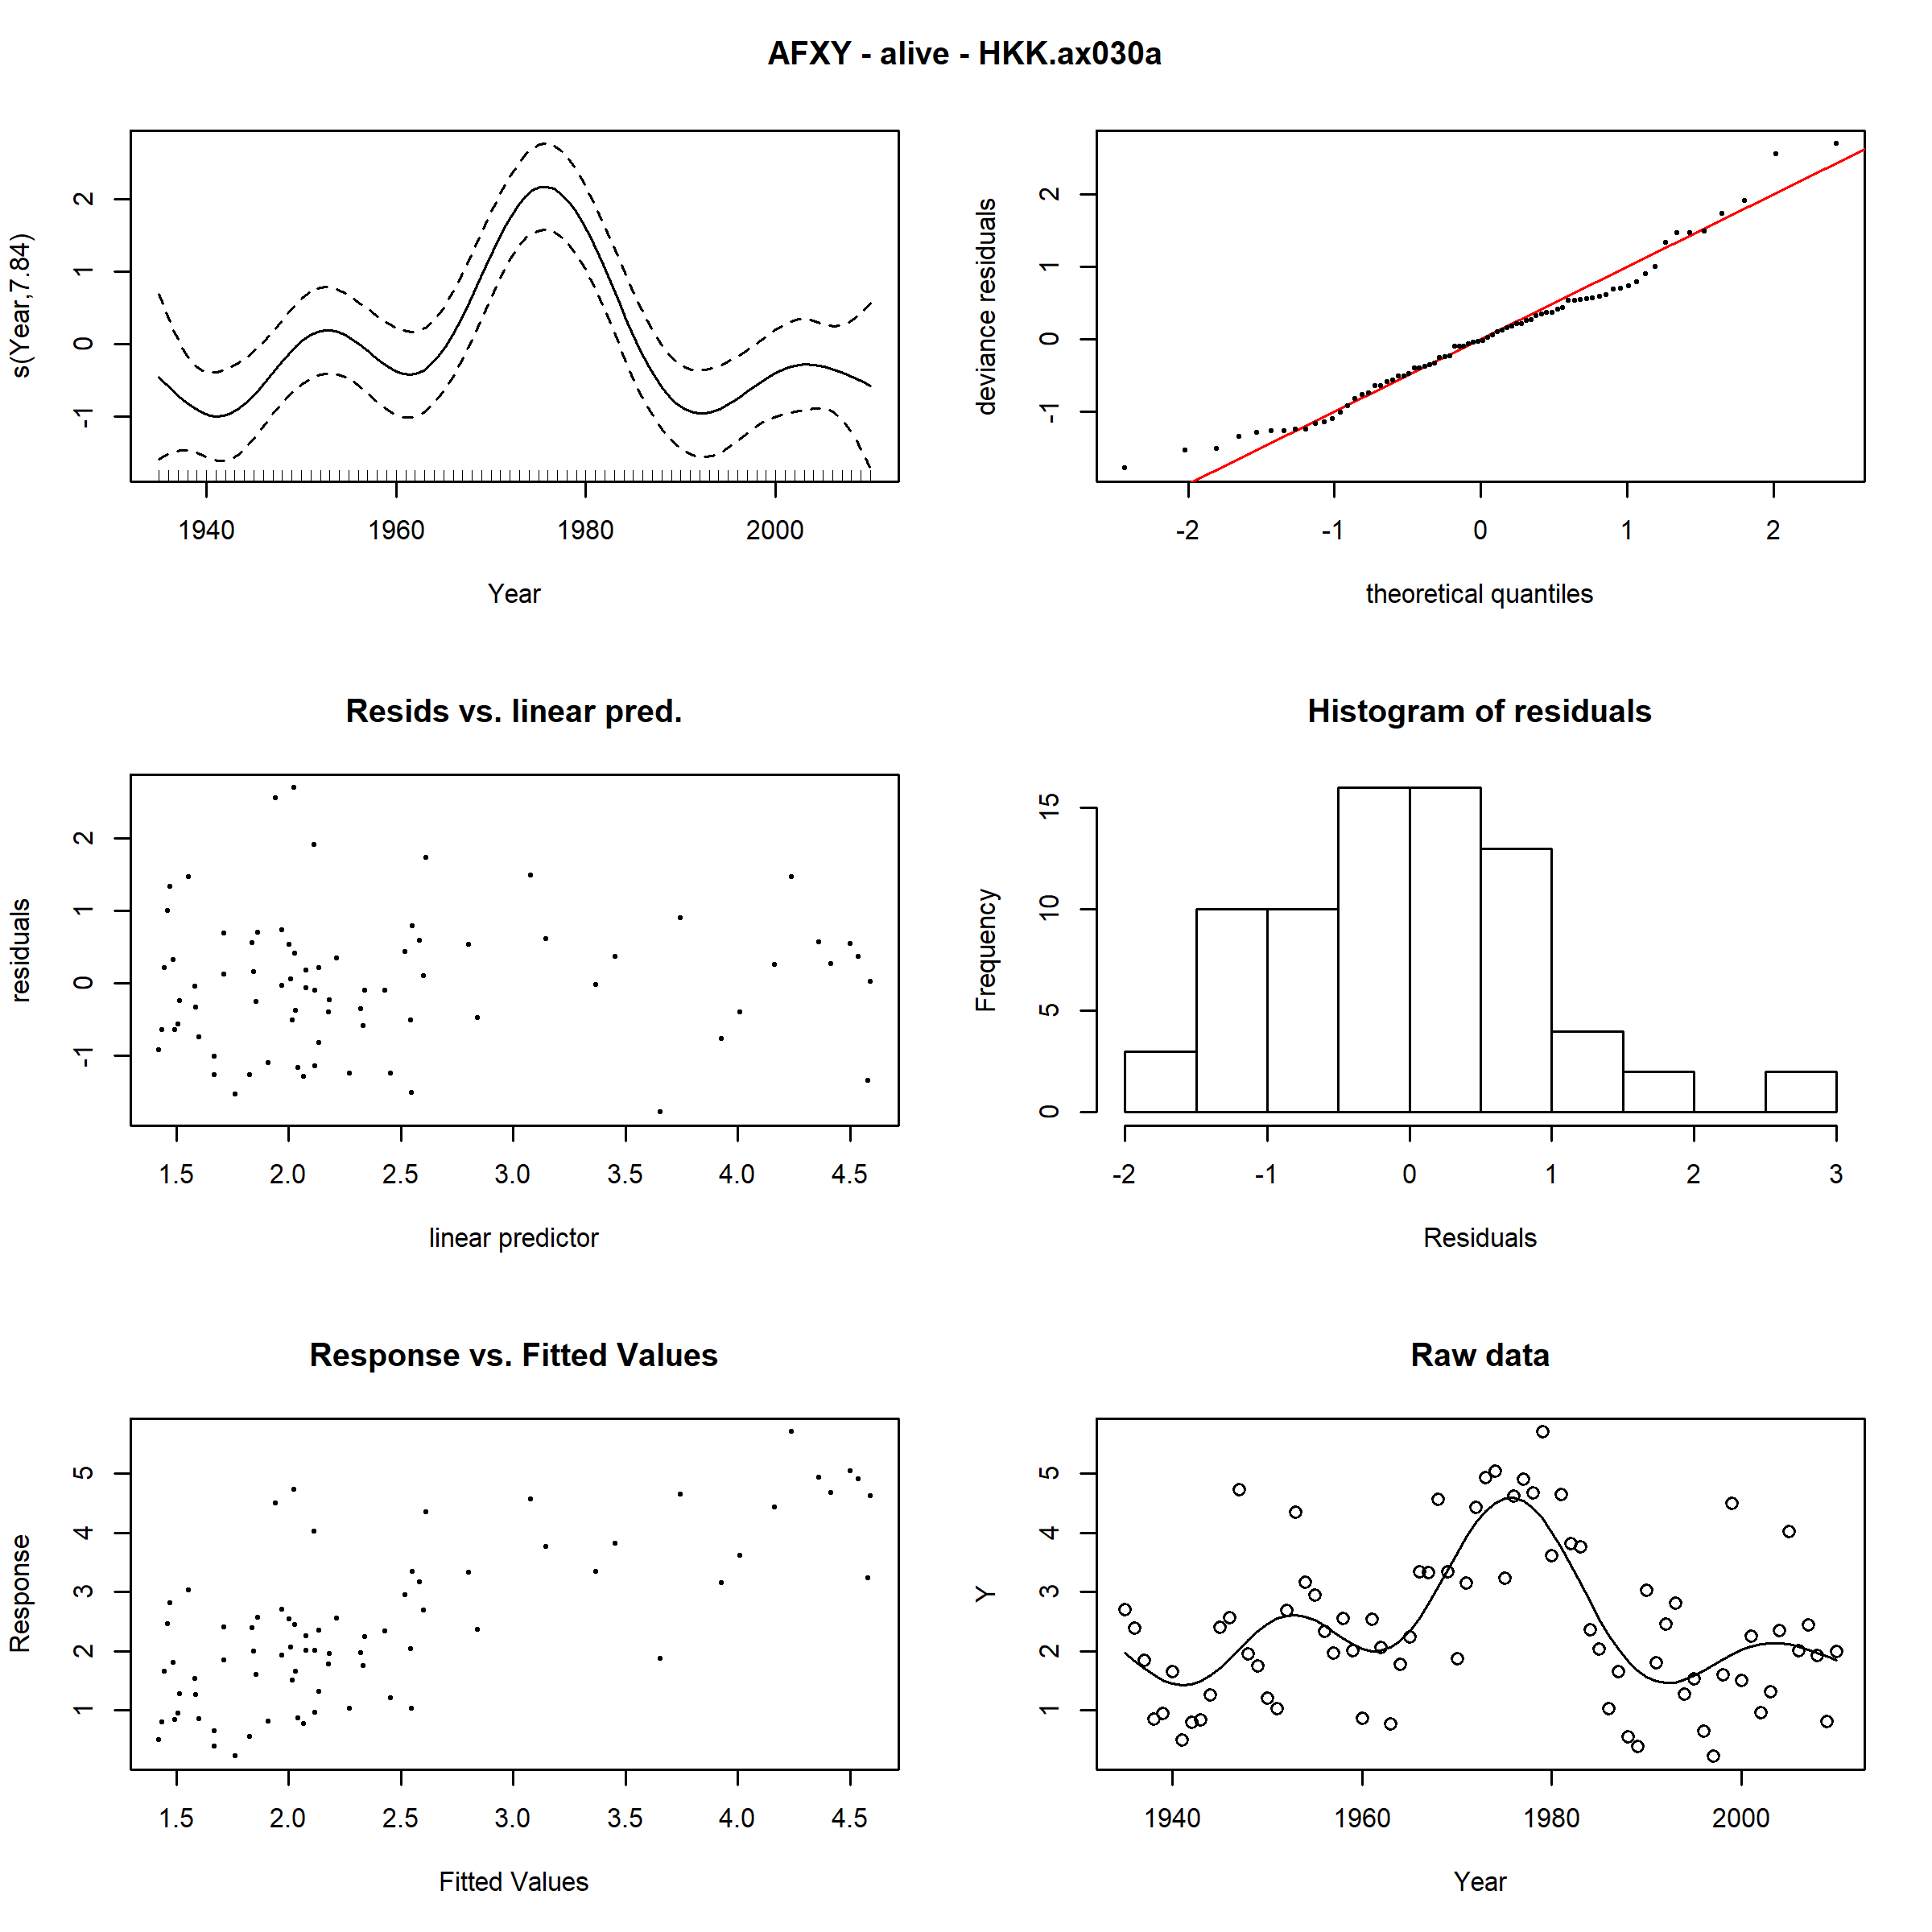 AFXY - alive - HKK.ax030a
s(Year,7.84)
2
1
0
-1
1940 1960 1980 2000
Year
deviance residuals
2
1
0
-1
-2 -1 0 1 2
theoretical quantiles
Resids vs. linear pred.
residuals
2
1
0
-1
1.5 2.0 2.5 3.0 3.5 4.0 4.5
linear predictor
Histogram of residuals
Frequency
15
10
5
0
-2 -1 0 1 2 3
Residuals
Response vs. Fitted Values
Response
5
4
3
2
1
1.5 2.0 2.5 3.0 3.5 4.0 4.5
Fitted Values
Raw data
Y
5
4
3
2
1
1940 1960 1980 2000
Year